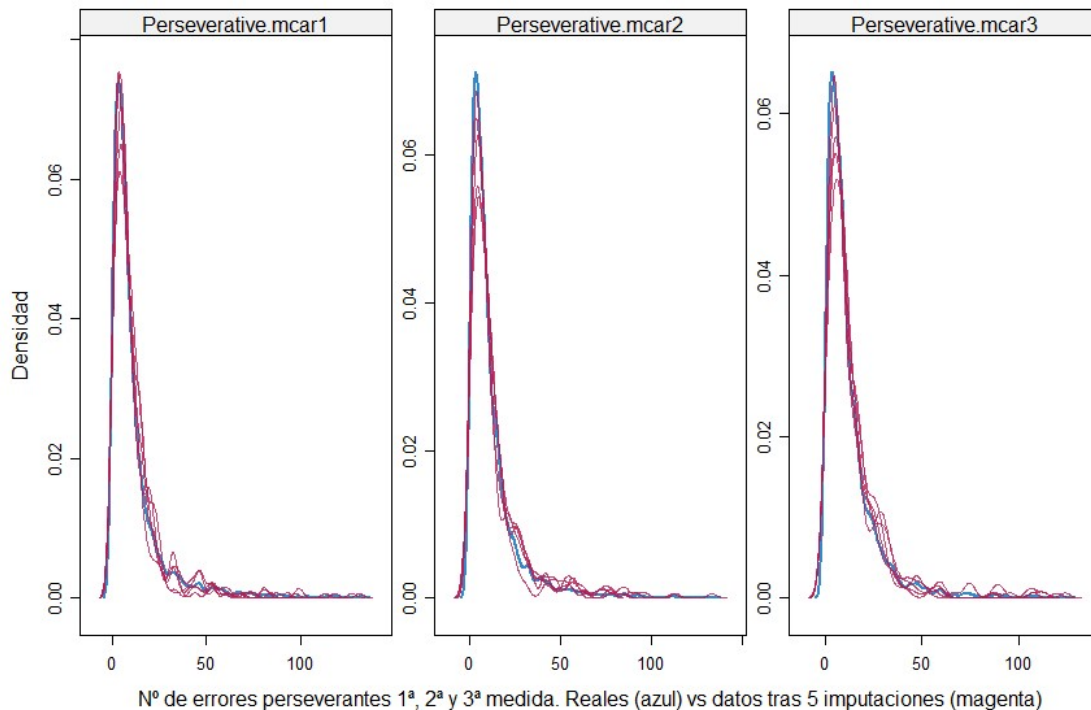 Perseverative.mcar1
Perseverative.mcar2
Perseverative.mcar3
Densidad
0.06
0.04
0.02
0.00
0.06
0.04
0.02
0.00
0.06
0.04
0.02
0.00
0 50 100
0 50 100
0 50 100
Nº de errores perseverantes 1ª, 2ª y 3ª medida. Reales (azul) vs datos tras 5 imputaciones (magenta)